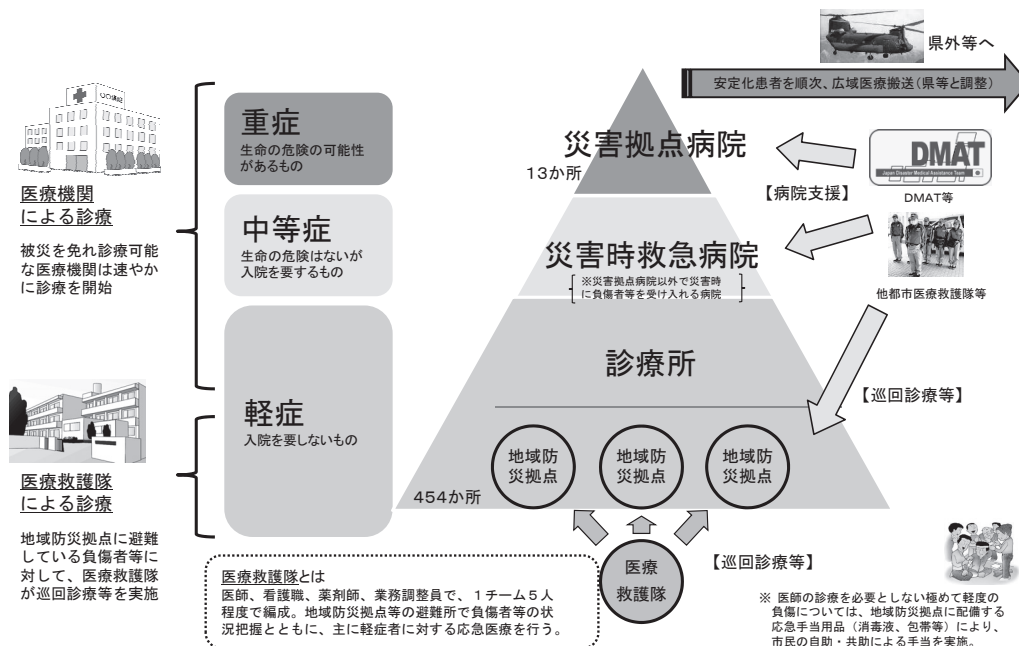 県外等へ
安定化患者を順次、広域医療搬送(県等と調整)
医療機関
による診療
被災を免れ診療可能
な医療機関は速やか
に診療を開始
重症
生命の危険の可能性
があるもの
中等症
生命の危険はないが
入院を要するもの
軽症
入院を要しないもの
災害拠点病院
13か所
災害時救急病院
※災害拠点病院以外で災害時
に負傷者等を受け入れる病院
診療所
地域防
災拠点
地域防
災拠点
地域防
災拠点
454か所
DMAT
Japan Disaster Medical Assistance Team
DMAT等
【病院支援】
他都市医療救護隊等
【巡回診療等】
医療救護隊
による診療
地域防災拠点に避難
している負傷者等に
対して、医療救護隊
が巡回診療等を実施
医療救護隊とは
医師、看護職、薬剤師、業務調整員で、1チーム5人
程度で編成。地域防災拠点等の避難所で負傷者等の状
況把握とともに、主に軽症者に対する応急医療を行う。
医療
救護隊
【巡回診療等】
※ 医師の診療を必要としない極めて軽度の
負傷については、地域防災拠点に配備する
応急手当用品(消毒液、包帯等)により、
市民の自助・共助による手当を実施。